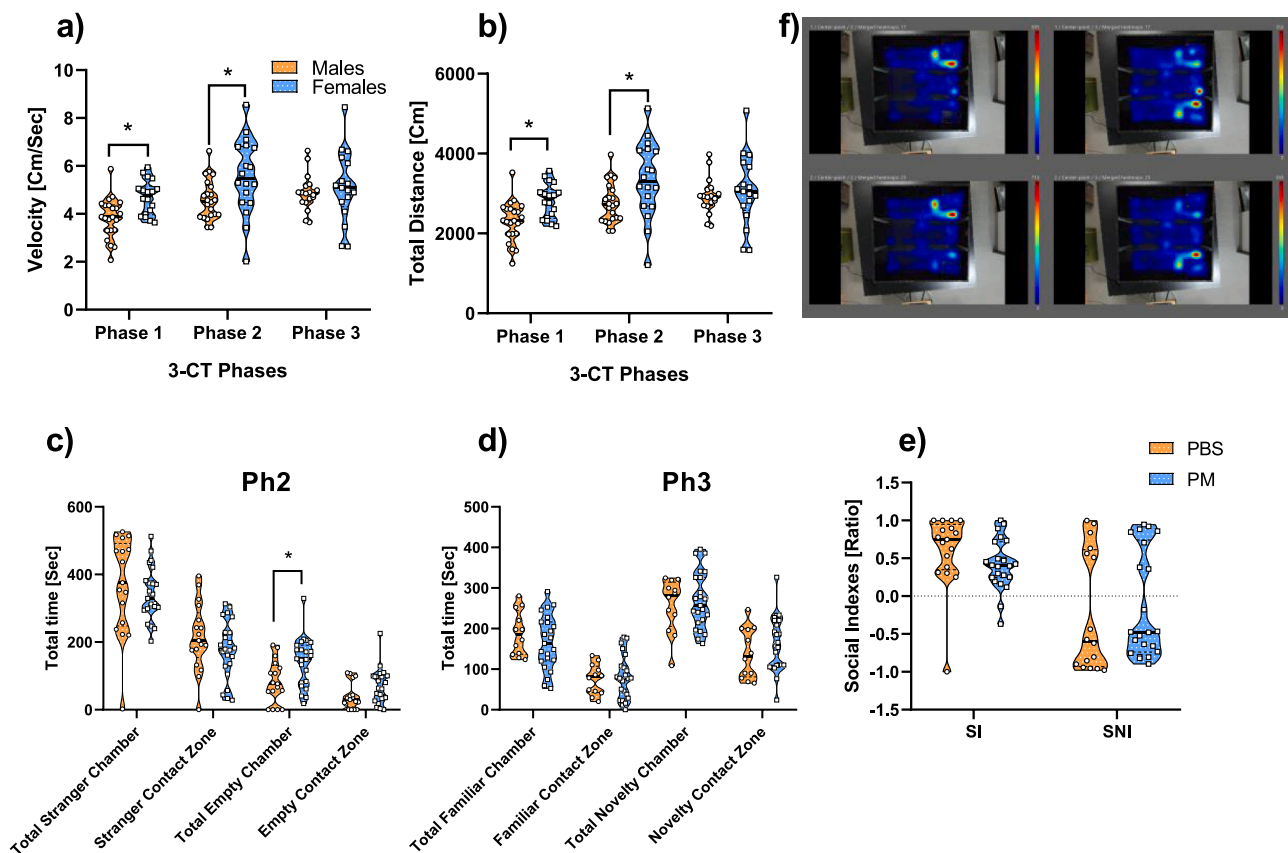 a)
Velocity [Cm/Sec]
10
8
6
4
2
0
Males
Females
*
*
Phase 1
Phase 2
Phase 3
3-CT Phases
b)
Total Distance [Cm]
6000
4000
2000
0
*
*
Phase 1
Phase 2
Phase 3
3-CT Phases
f)
c)
Ph2
Total time [Sec]
600
400
200
0
*
Total Stranger Chamber
Stranger Contact Zone
Total Empty Chamber
Empty Contact Zone
d)
Ph3
Total time [Sec]
500
400
300
200
100
0
Total Familiar Chamber
Familiar Contact Zone
Total Novelty Chamber
Novelty Contact Zone
e)
PBS
PM
Social Indexes [Ratio]
1.5
1.0
0.5
0.0
-0.5
-1.0
-1.5
SI
SNI